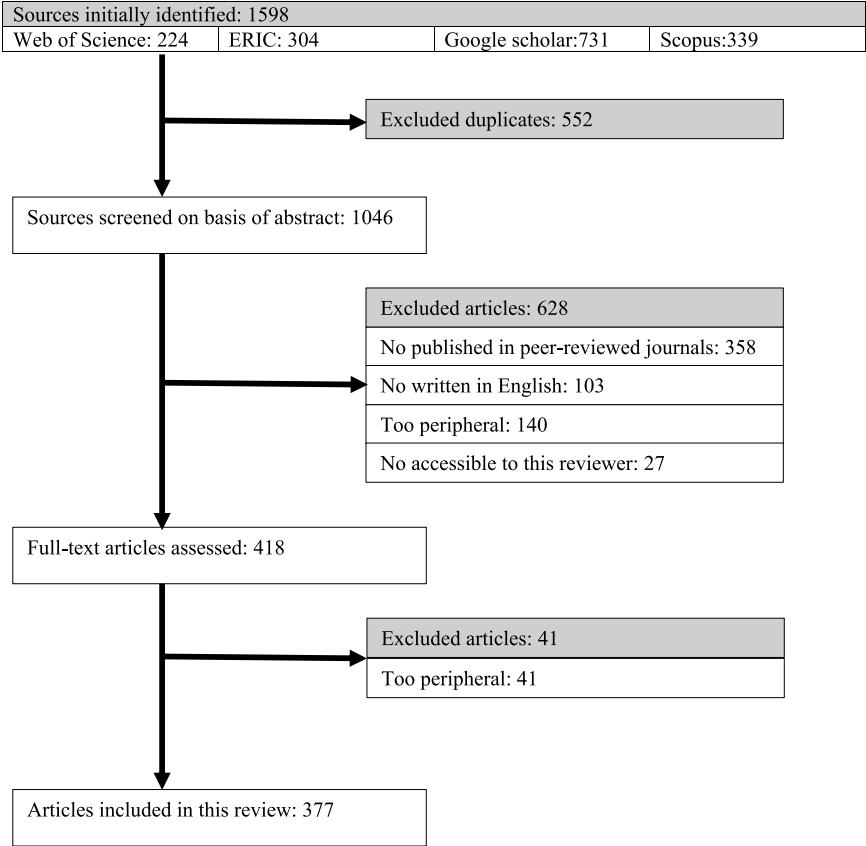 Sources initially identified: 1598
Web of Science: 224 ERIC: 304 Google scholar:731 Scopus:339
Excluded duplicates: 552
Sources screened on basis of abstract: 1046
Excluded articles: 628
No published in peer-reviewed journals: 358
No written in English: 103
Too peripheral: 140
No accessible to this reviewer: 27
Full-text articles assessed: 418
Excluded articles: 41
Too peripheral: 41
Articles included in this review: 377